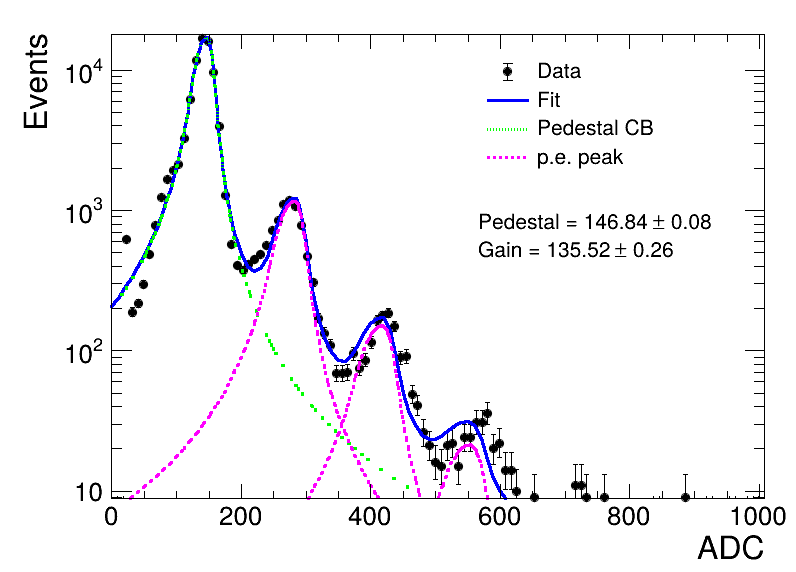 Events
10⁴
10³
10²
10
0
200
400
600
800
1000
ADC
Data
Fit
Pedestal CB
p.e. peak
Pedestal = 146.84 ± 0.08
Gain = 135.52 ± 0.26